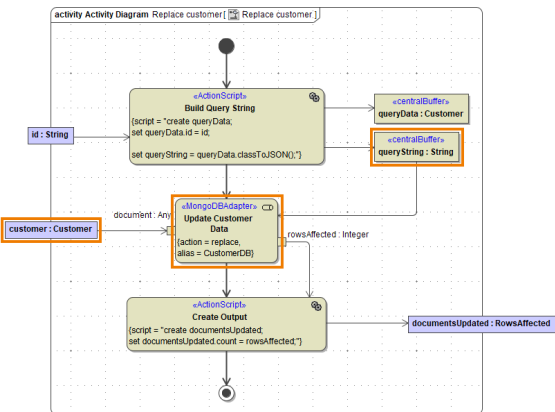 activity Activity Diagram Replace customer [ Replace customer ]
«ActionScript»
Build Query String
{script = "create queryData;
set queryData.id = id;
set queryString = queryData.classToJSON();"}
id : String
«centralBuffer»
queryData : Customer
«centralBuffer»
queryString : String
«MongoDBAdapter»
Update Customer
Data
{action = replace,
alias = CustomerDB}
document : Any
customer : Customer
rowsAffected : Integer
«ActionScript»
Create Output
{script = "create documentsUpdated;
set documentsUpdated.count = rowsAffected;"}
documentsUpdated : RowsAffected